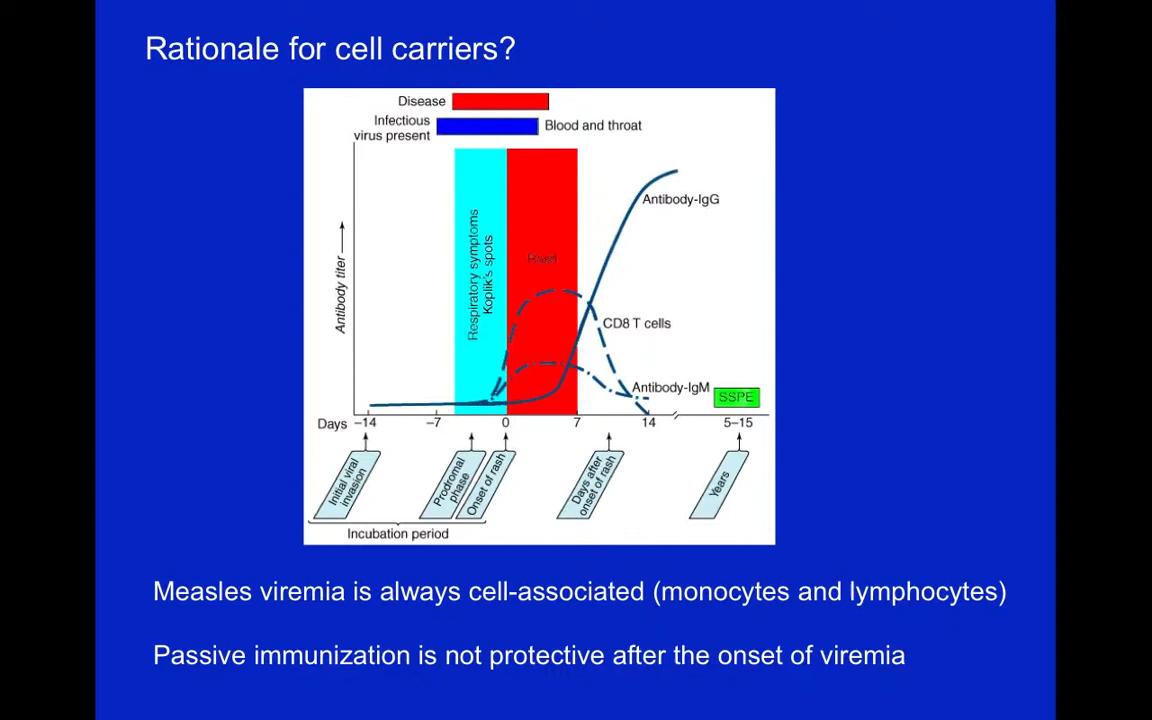 Rationale for cell carriers?
Disease
Infectious
virus present
Blood and throat
Antibody titer
Respiratory symptoms
Koplik's spots
Rash
Antibody-IgG
CD8 T cells
Antibody-IgM
SSPE
Days
−14
−7
0
7
14
5–15
Initial viral
invasion
Prodromal
phase
Onset of rash
Days after
onset of rash
Years
Incubation period
Measles viremia is always cell-associated (monocytes and lymphocytes)
Passive immunization is not protective after the onset of viremia